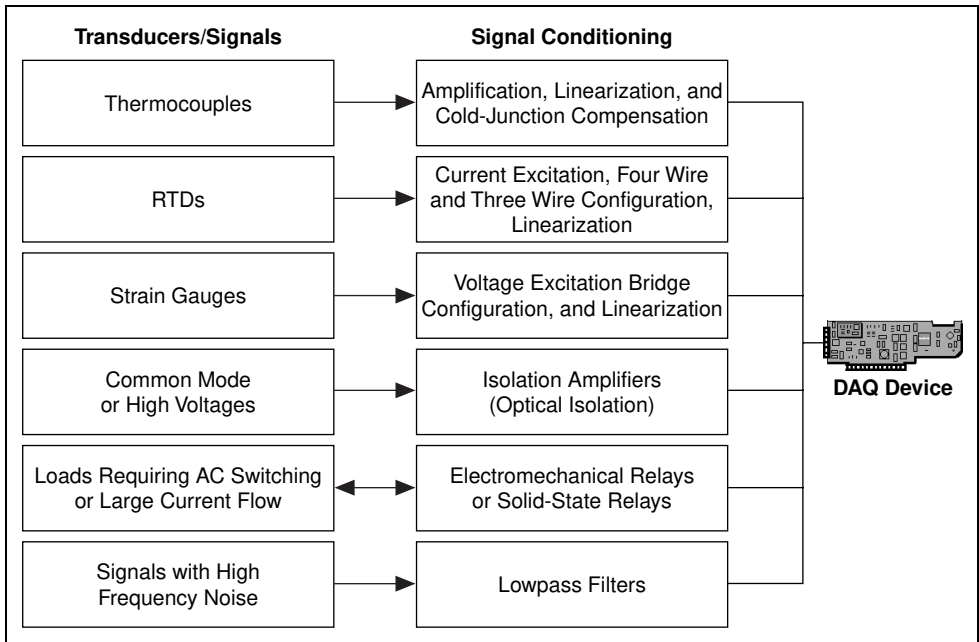 Transducers/Signals
Signal Conditioning
Thermocouples
Amplification, Linearization, and
Cold-Junction Compensation
RTDs
Current Excitation, Four Wire
and Three Wire Configuration,
Linearization
Strain Gauges
Voltage Excitation Bridge
Configuration, and Linearization
Common Mode
or High Voltages
Isolation Amplifiers
(Optical Isolation)
DAQ Device
Loads Requiring AC Switching
or Large Current Flow
Electromechanical Relays
or Solid-State Relays
Signals with High
Frequency Noise
Lowpass Filters